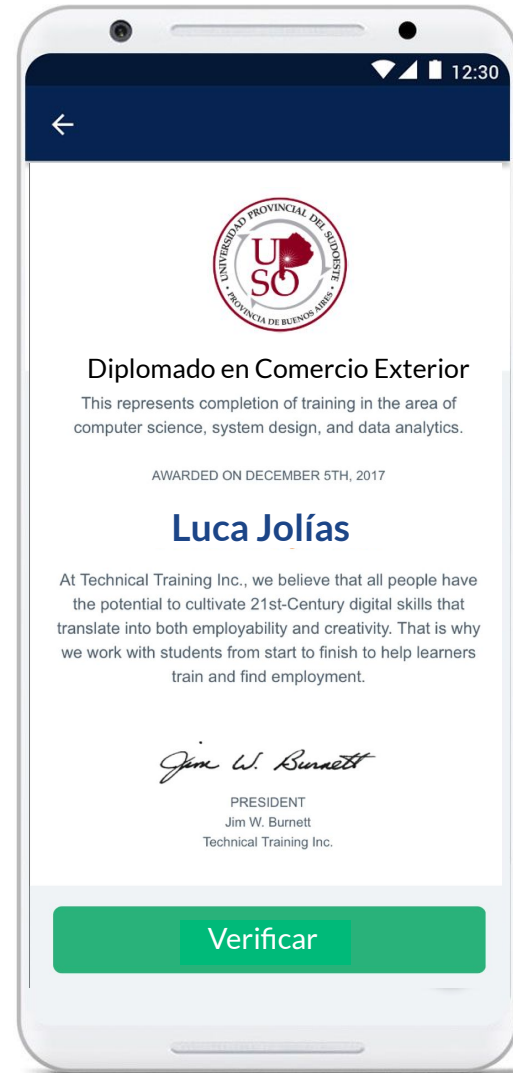 12:30
UNIVERSIDAD PROVINCIAL DEL SUDOESTE
UPSO
PROVINCIA DE BUENOS AIRES
Diplomado en Comercio Exterior
This represents completion of training in the area of
computer science, system design, and data analytics.
AWARDED ON DECEMBER 5TH, 2017
Luca Jolías
At Technical Training Inc., we believe that all people have
the potential to cultivate 21st-Century digital skills that
translate into both employability and creativity. That is why
we work with students from start to finish to help learners
train and find employment.
Jim W. Burnett
PRESIDENT
Jim W. Burnett
Technical Training Inc.
Verificar